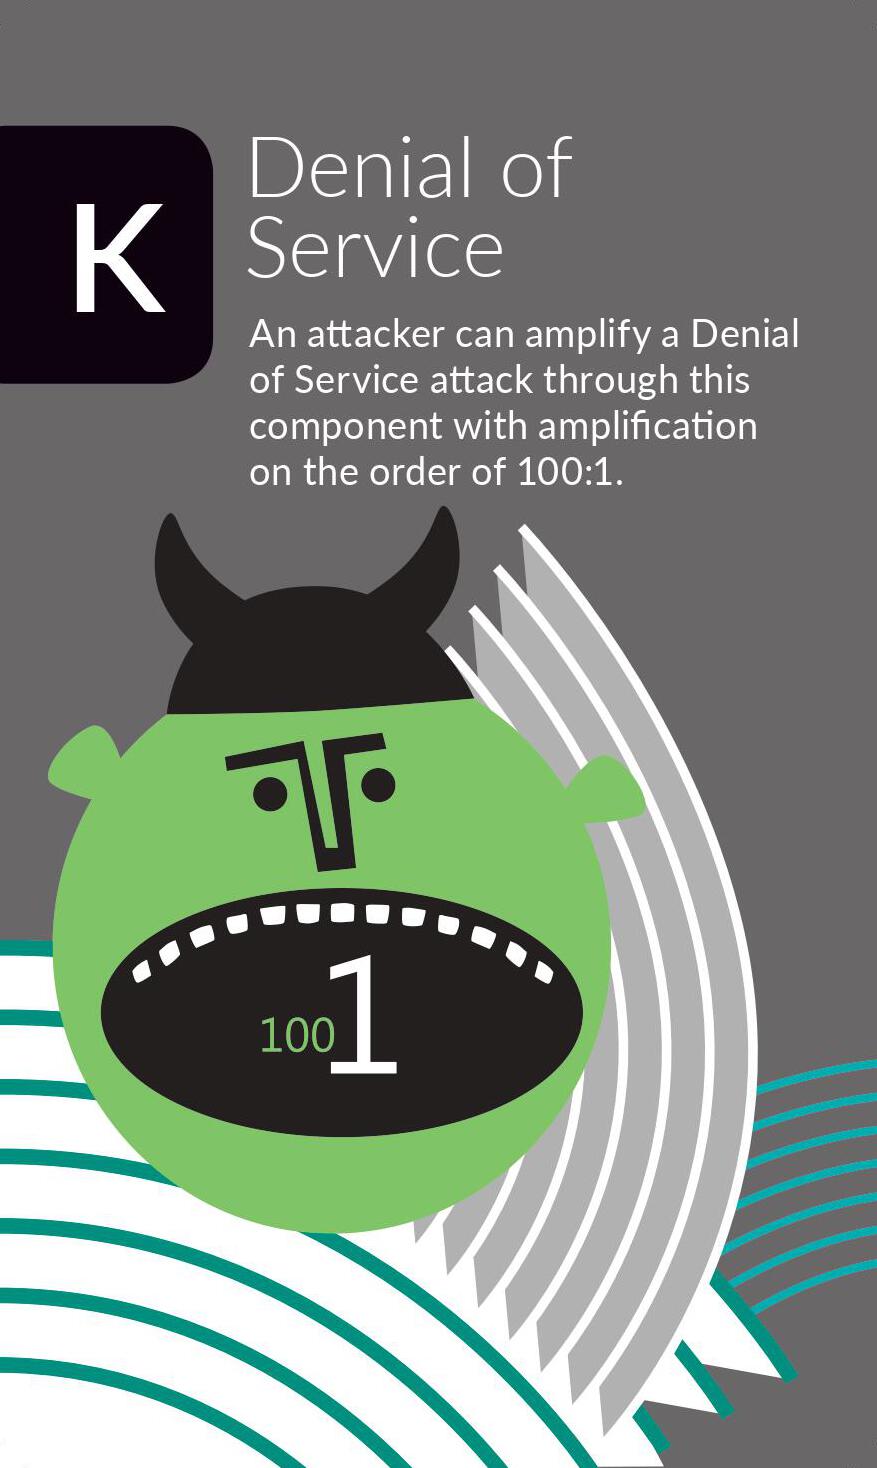 K
Denial of
Service
An attacker can amplify a Denial
of Service attack through this
component with amplification
on the order of 100:1.
100 1